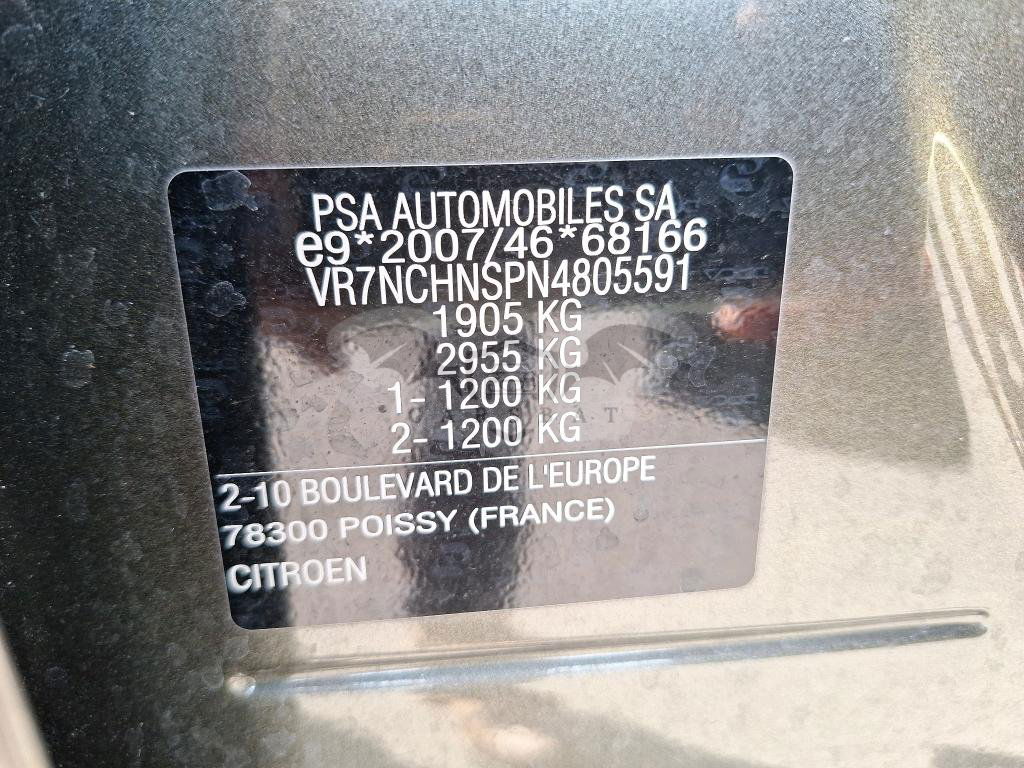 PSA AUTOMOBILES SA
e9*2007/46*68166
VR7NCHNSPN4805591
1905 KG
2955 KG
1- 1200 KG
2- 1200 KG
2-10 BOULEVARD DE L'EUROPE
78300 POISSY (FRANCE)
CITROEN